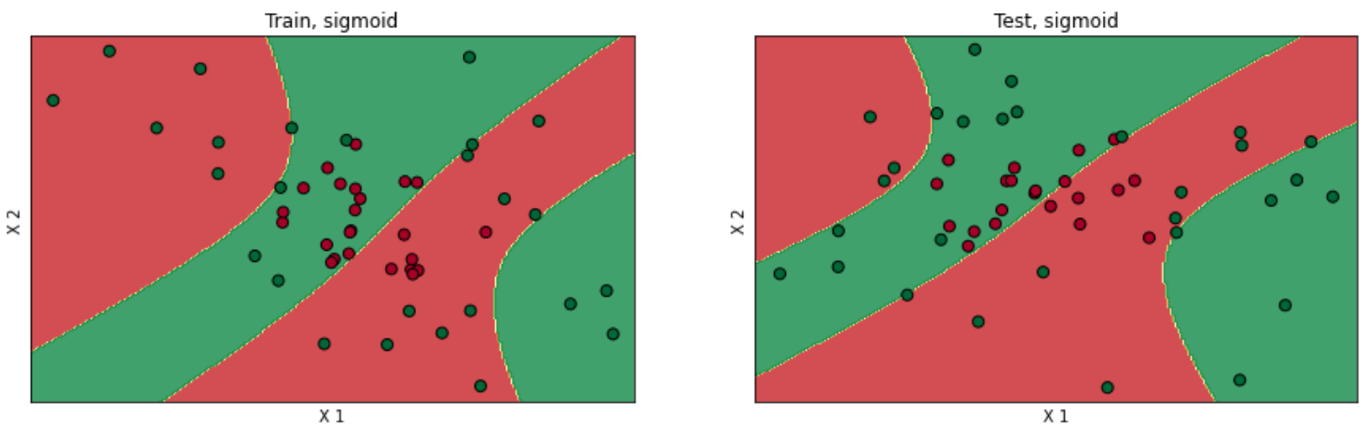 Train, sigmoid
Test, sigmoid
X 2
X 2
X 1
X 1